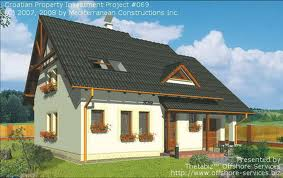 Croatian Property Investment Project #069
(c) 2007, 2008 by Mediterranean Constructions Inc.
Presented by
Thetabiz™ Offshore Services
http://www.offshore-services.biz